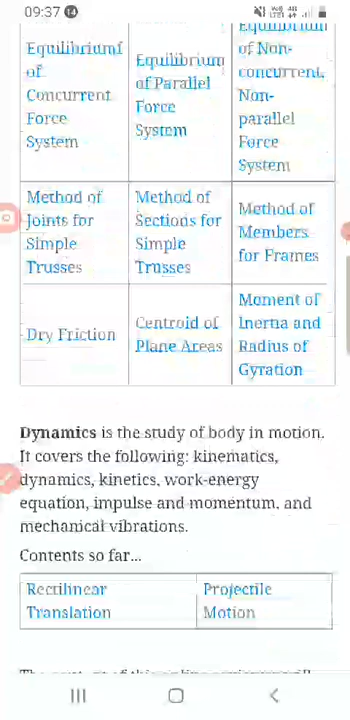 09:37 14
Equilibriumf
of
Concurrent
Force
System
Equilibrium
of Parallel
Force
System
Equilibrium
of Non-
concurrent,
Non-
parallel
Force
System
Method of
Joints for
Simple
Trusses
Method of
Sections for
Simple
Trusses
Method of
Members
for Frames
Dry Friction
Centroid of
Plane Areas
Moment of
Inertia and
Radius of
Gyration
Dynamics is the study of body in motion.
It covers the following: kinematics,
dynamics, kinetics, work-energy
equation, impulse and momentum, and
mechanical vibrations.
Contents so far...
Rectilinear
Translation
Projectile
Motion